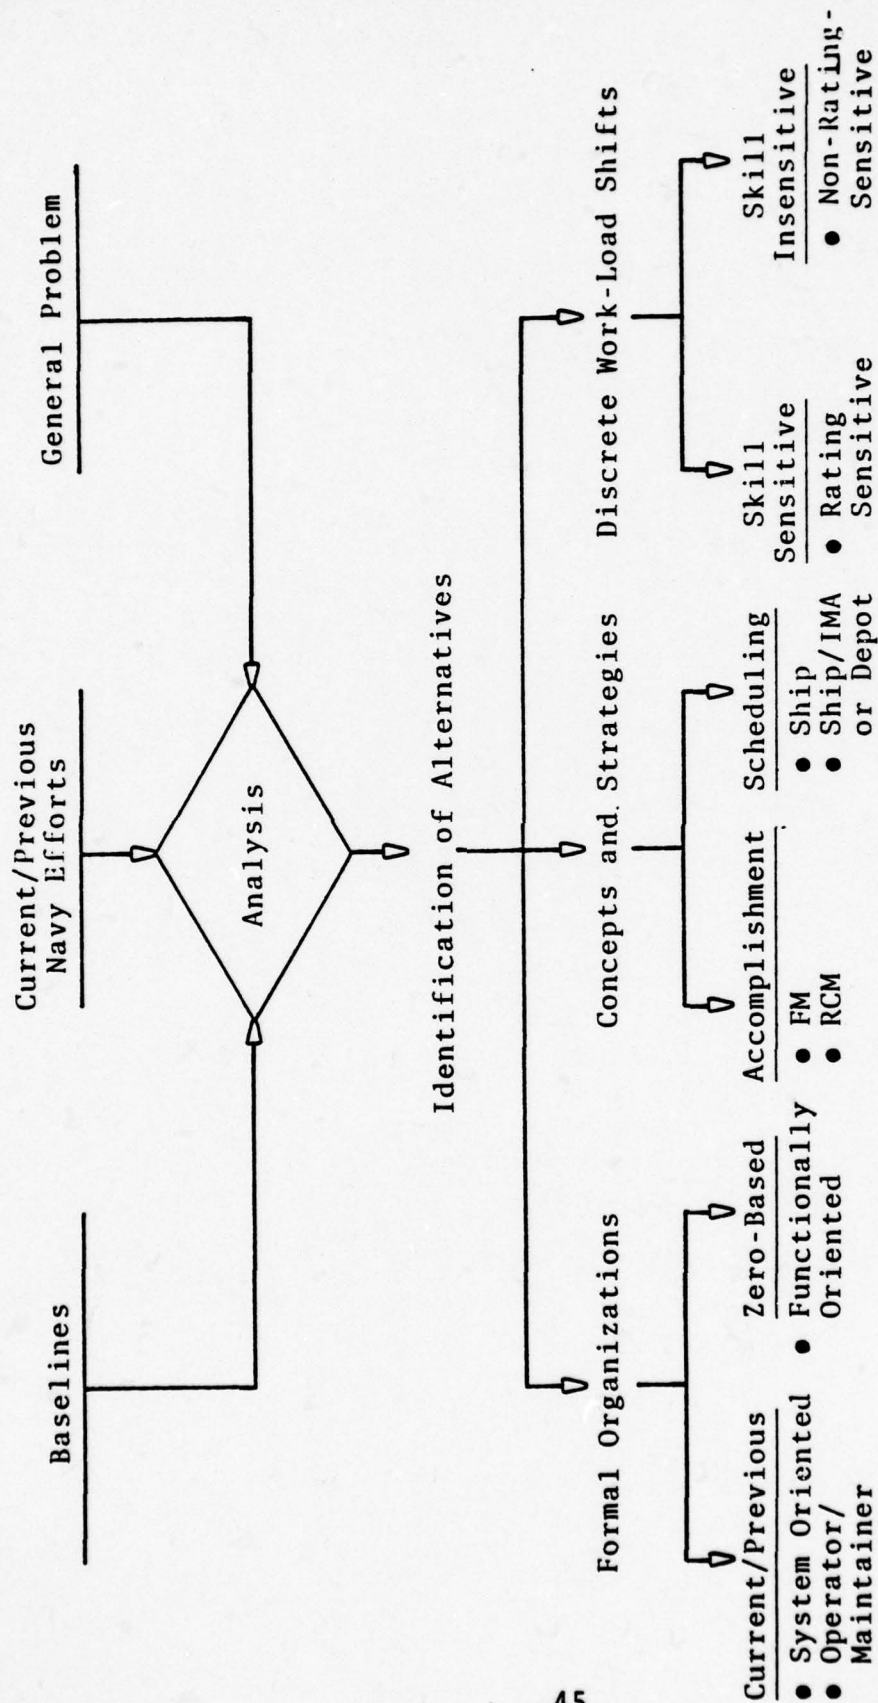 Baselines
Current/Previous
Navy Efforts
General Problem
Analysis
Identification of Alternatives
Formal Organizations
Concepts and Strategies
Discrete Work-Load Shifts
Current/Previous
● System Oriented
● Operator/
Maintainer
Zero-Based
● Functionally
Oriented
Accomplishment
● FM
● RCM
Scheduling
● Ship
● Ship/IMA
or Depot
Skill
Sensitive
● Rating
Sensitive
Skill
Insensitive
● Non-Rating-
Sensitive
45